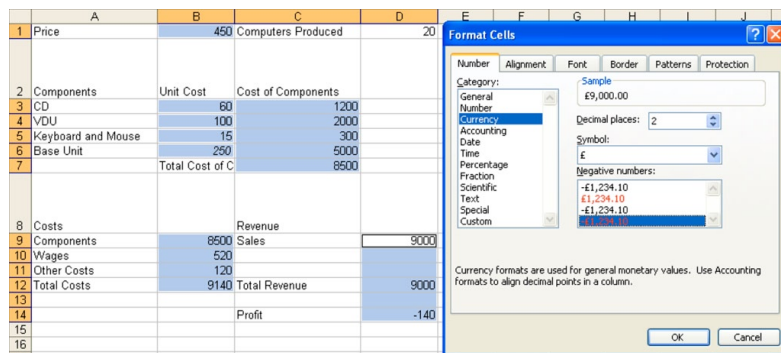 A B C D E F G H I J
1 Price 450 Computers Produced 20
2 Components Unit Cost Cost of Components
3 CD 60 1200
4 VDU 100 2000
5 Keyboard and Mouse 15 300
6 Base Unit 250 5000
7 Total Cost of C 8500
8 Costs Revenue
9 Components 8500 Sales 9000
10 Wages 520
11 Other Costs 120
12 Total Costs 9140 Total Revenue 9000
13
14 Profit -140
15
16
Format Cells
Number Alignment Font Border Patterns Protection
Category:
General
Number
Currency
Accounting
Date
Time
Percentage
Fraction
Scientific
Text
Special
Custom
Sample
£9,000.00
Decimal places: 2
Symbol:
£
Negative numbers:
-£1,234.10
£1,234.10
-£1,234.10
-£1,234.10
Currency formats are used for general monetary values. Use Accounting
formats to align decimal points in a column.
OK Cancel